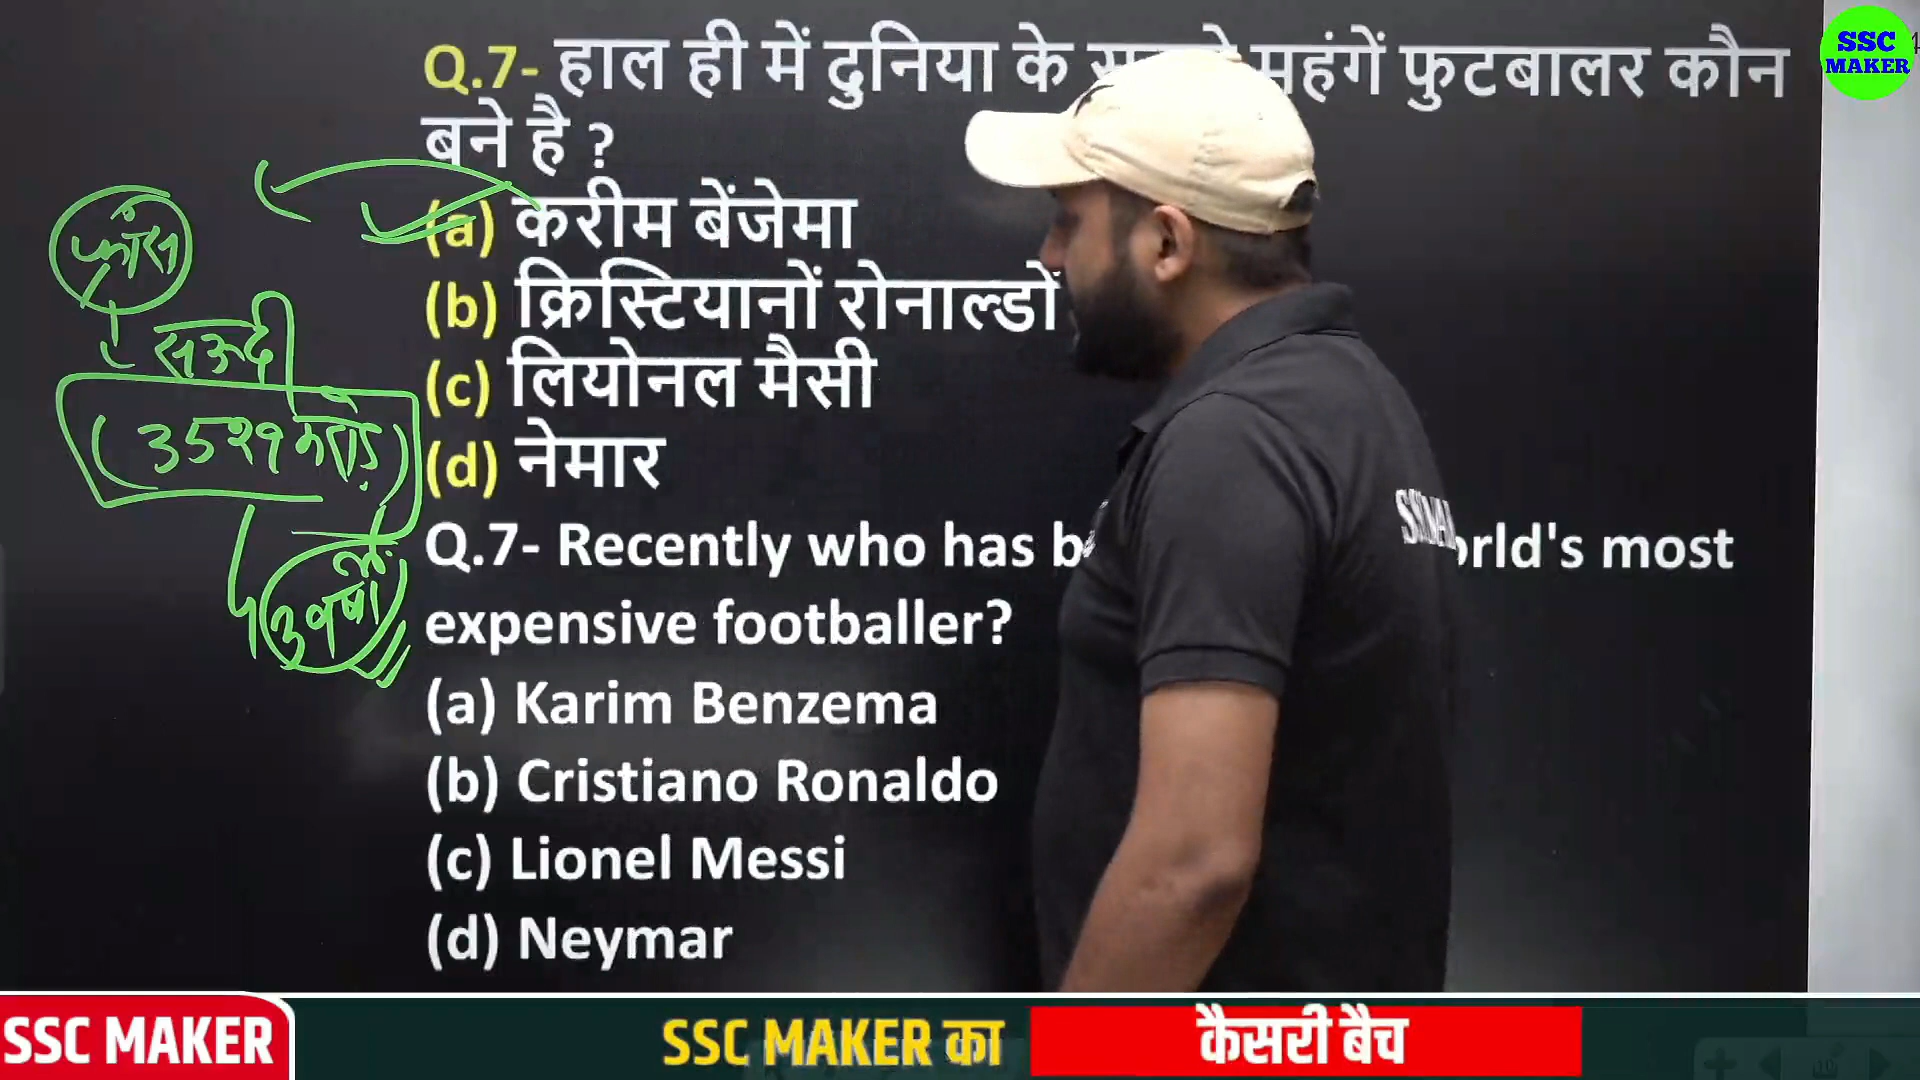 Q.7- हाल ही में दुनिया के महंगें फुटबालर कौन
बने है ?
(a) करीम बेंजेमा
(b) क्रिस्टियानों रोनाल्डों
(c) लियोनल मैसी
(d) नेमार
फ्रांस
सऊदी
(3529 करोड़)
3 वर्षों
Q.7- Recently who has world's most
expensive footballer?
(a) Karim Benzema
(b) Cristiano Ronaldo
(c) Lionel Messi
(d) Neymar
SSC
MAKER
SSC MAKER
SSC MAKER का
कैसरी बैच